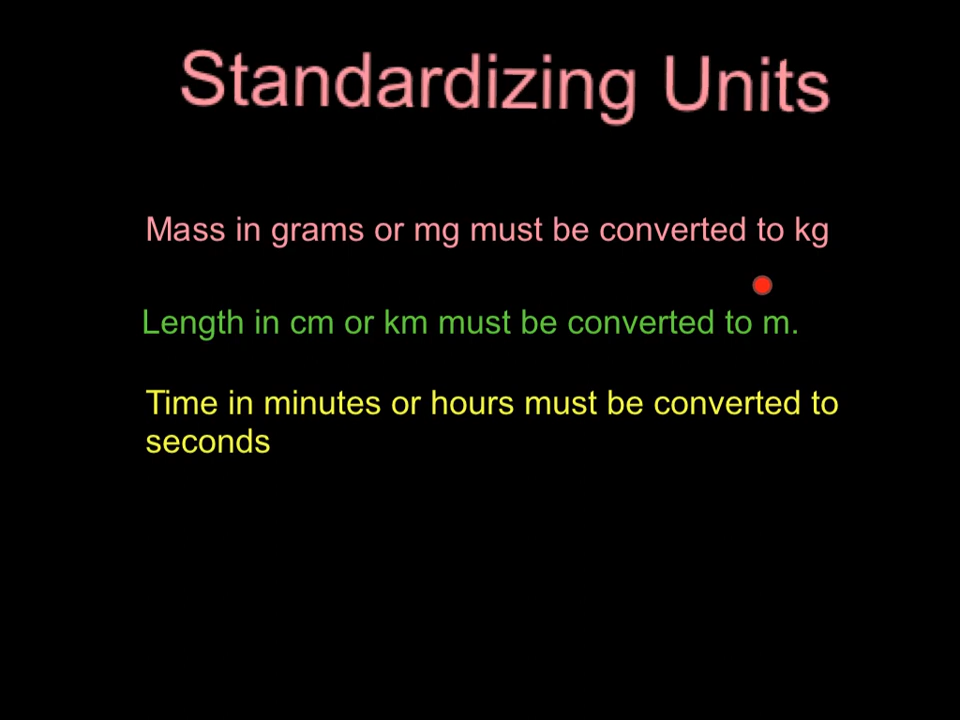 Standardizing Units
Mass in grams or mg must be converted to kg
Length in cm or km must be converted to m.
Time in minutes or hours must be converted to
seconds